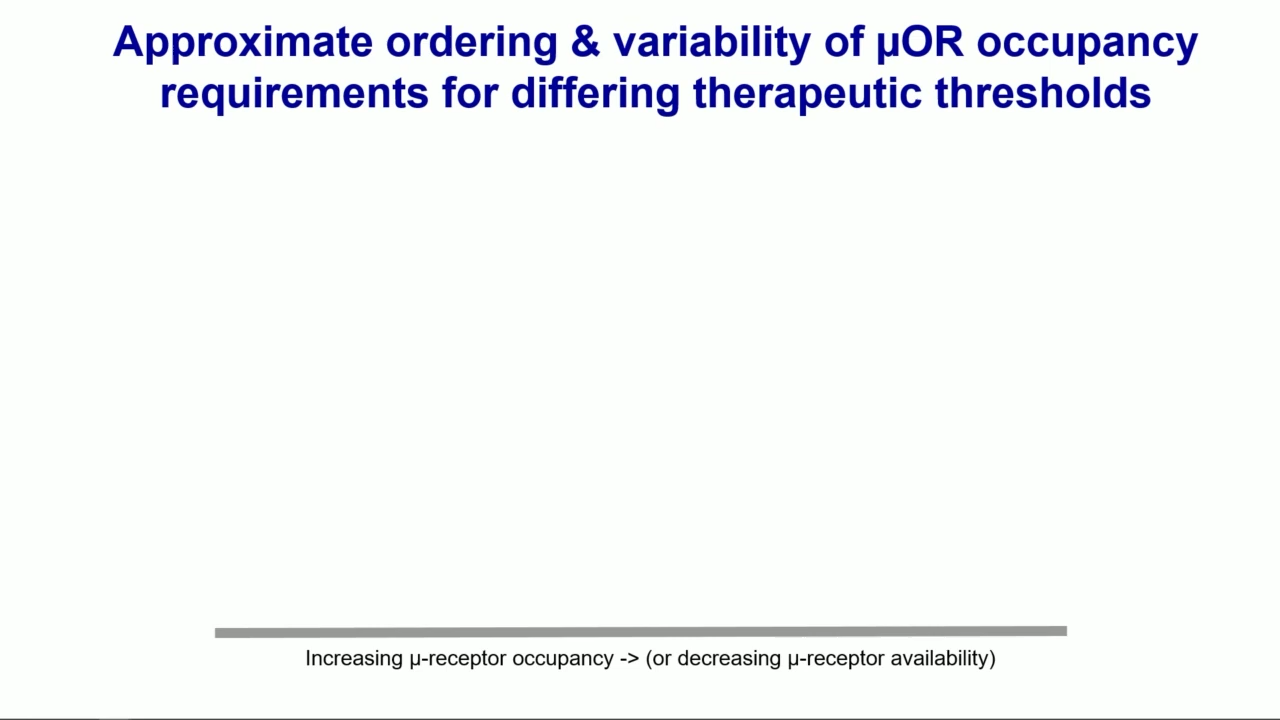 Approximate ordering & variability of µOR occupancy
requirements for differing therapeutic thresholds
Increasing µ-receptor occupancy -> (or decreasing µ-receptor availability)